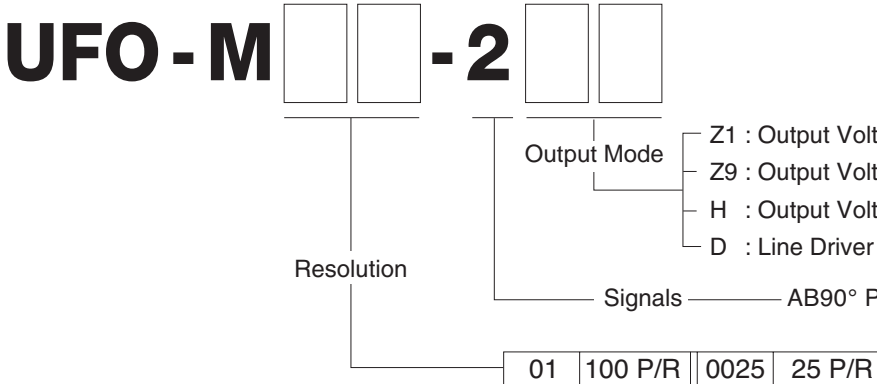 UFO-M -2
Output Mode
Z1 : Output Volt
Z9 : Output Volt
H : Output Volt
D : Line Driver
Resolution
Signals AB90° P
01 100 P/R 0025 25 P/R